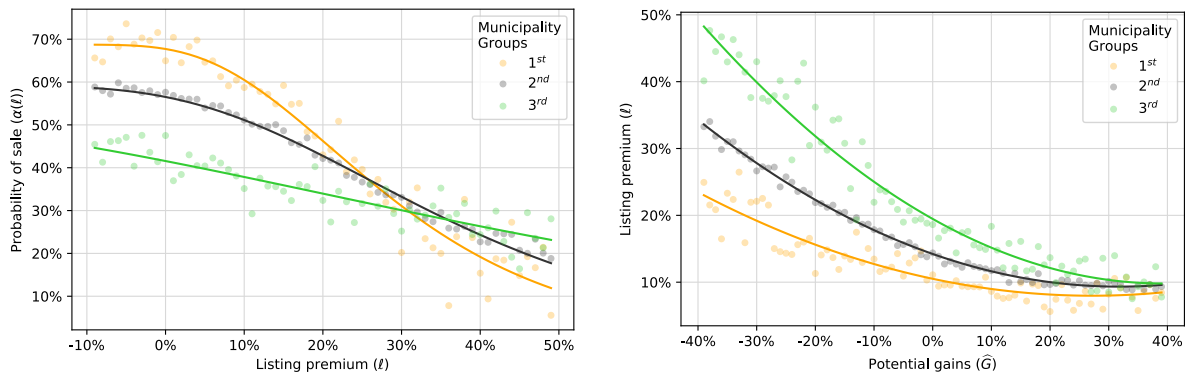 70%
60%
50%
40%
30%
20%
10%
-10% 0% 10% 20% 30% 40% 50%
Probability of sale (α(ℓ))
Listing premium (ℓ)
Municipality
Groups
1st
2nd
3rd
50%
40%
30%
20%
10%
-40% -30% -20% -10% 0% 10% 20% 30% 40%
Listing premium (ℓ)
Potential gains (Ĝ)
Municipality
Groups
1st
2nd
3rd